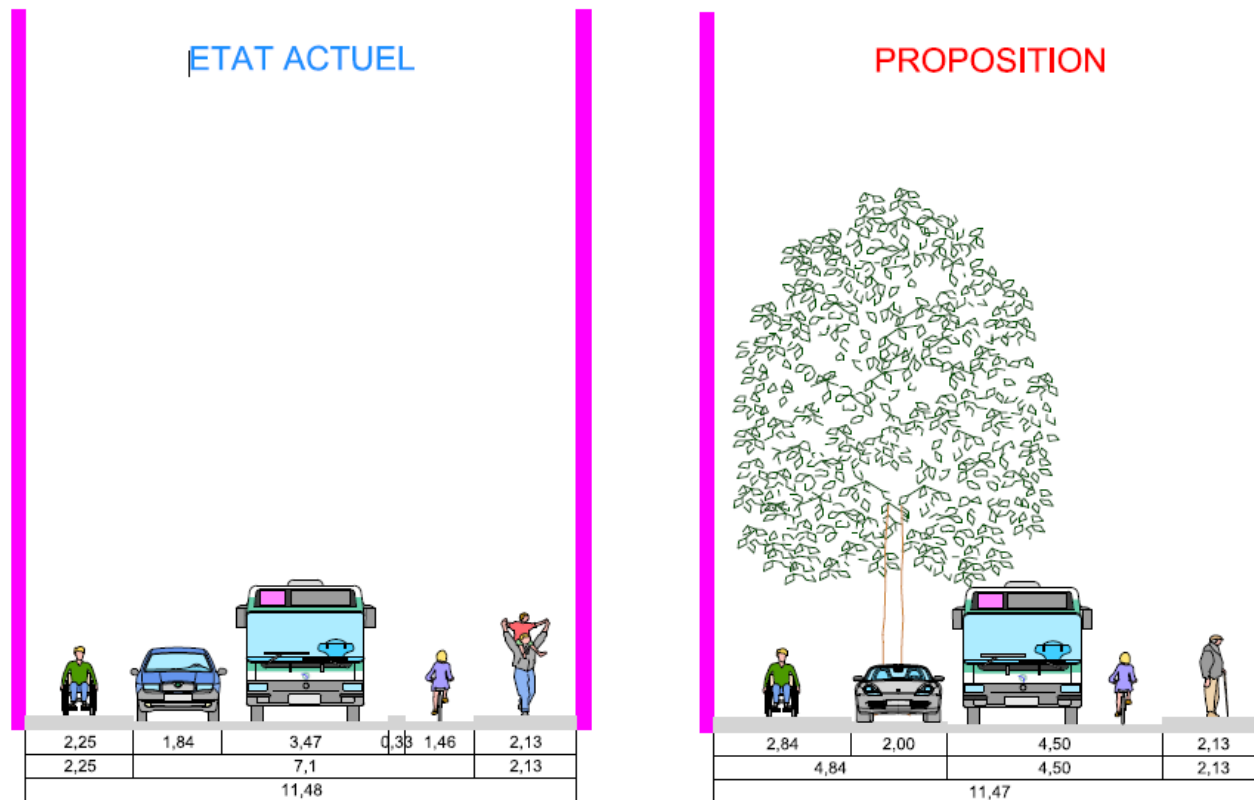 ETAT ACTUEL
2,25 1,84 3,47 0,33 1,46 2,13
2,25 7,1 2,13
11,48
PROPOSITION
2,84 2,00 4,50 2,13
4,84 4,50 2,13
11,47